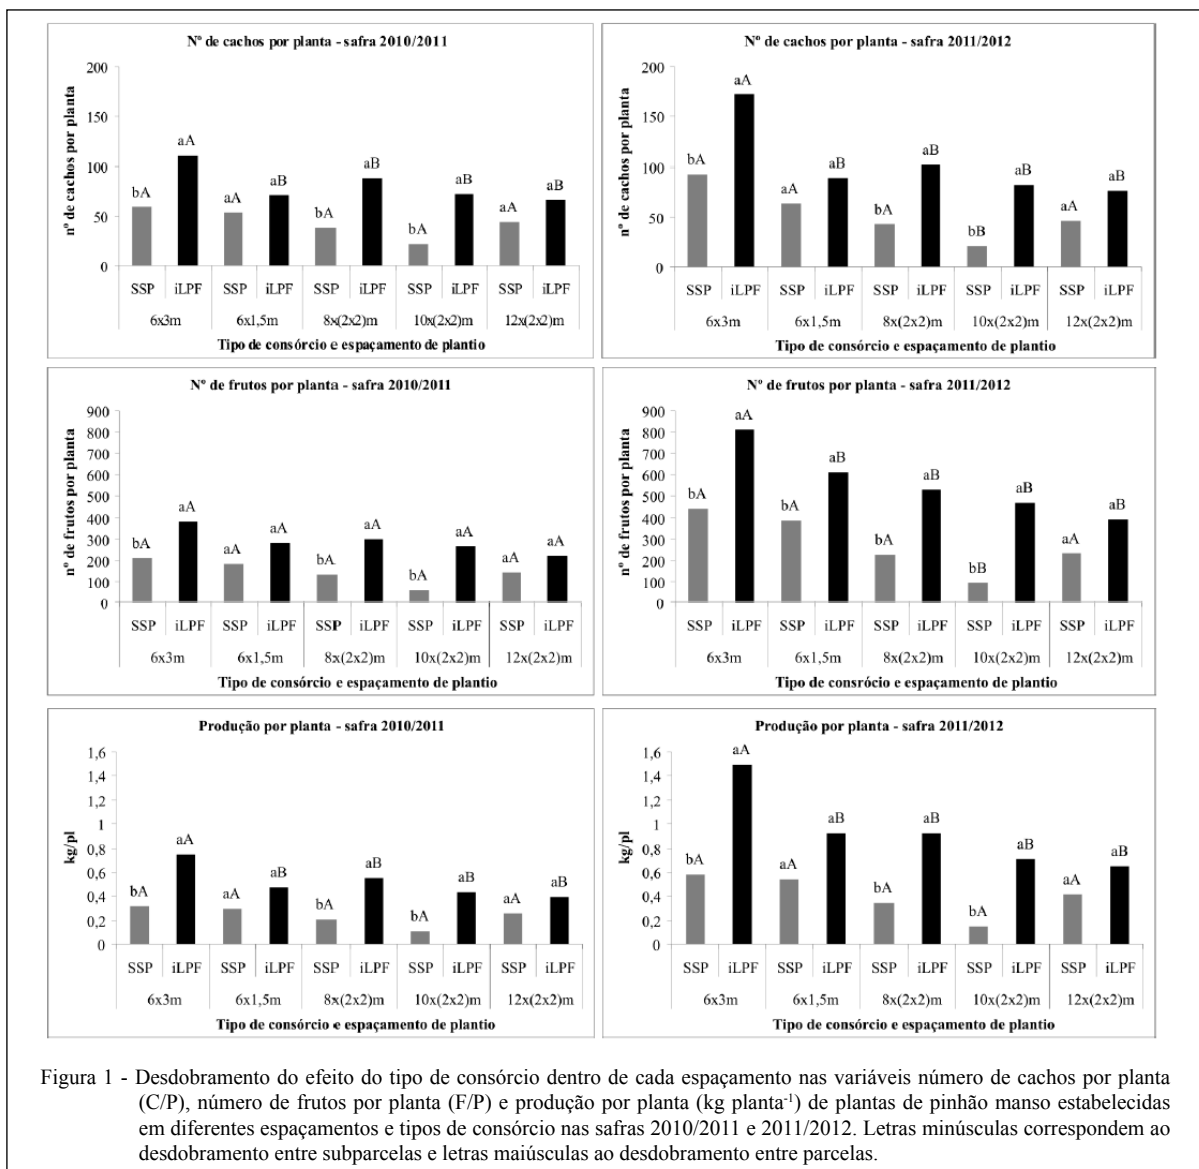 Nº de cachos por planta - safra 2010/2011
nº de cachos por planta
200
150
100
50
0
bA aA aA aB bA aB bA aB aA aB
SSP iLPF SSP iLPF SSP iLPF SSP iLPF SSP iLPF
6x3m 6x1,5m 8x(2x2)m 10x(2x2)m 12x(2x2)m
Tipo de consórcio e espaçamento de plantio
Nº de cachos por planta - safra 2011/2012
nº de cachos por planta
200
150
100
50
0
bA aA aA aB bA aB bB aB aA aB
SSP iLPF SSP iLPF SSP iLPF SSP iLPF SSP iLPF
6x3m 6x1,5m 8x(2x2)m 10x(2x2)m 12x(2x2)m
Tipo de consórcio e espaçamento de plantio
Nº de frutos por planta - safra 2010/2011
nº de frutos por planta
900
800
700
600
500
400
300
200
100
0
bA aA aA aA bA aA bA aA aA aA
SSP iLPF SSP iLPF SSP iLPF SSP iLPF SSP iLPF
6x3m 6x1,5m 8x(2x2)m 10x(2x2)m 12x(2x2)m
Tipo de consórcio e espaçamento de plantio
Nº de frutos por planta - safra 2011/2012
nº de frutos por planta
900
800
700
600
500
400
300
200
100
0
bA aA bA aB bA aB bB aB aA aB
SSP iLPF SSP iLPF SSP iLPF SSP iLPF SSP iLPF
6x3m 6x1,5m 8x(2x2)m 10x(2x2)m 12x(2x2)m
Tipo de consrócio e espaçamento de plantio
Produção por planta - safra 2010/2011
kg/pl
1,6
1,4
1,2
1
0,8
0,6
0,4
0,2
0
bA aA aA aB bA aB bA aB aA aB
SSP iLPF SSP iLPF SSP iLPF SSP iLPF SSP iLPF
6x3m 6x1,5m 8x(2x2)m 10x(2x2)m 12x(2x2)m
Tipo de consórcio e espaçamento de plantio
Produção por planta - safra 2011/2012
kg/pl
1,6
1,4
1,2
1
0,8
0,6
0,4
0,2
0
bA aA aA aB bA aB bA aB aA aB
SSP iLPF SSP iLPF SSP iLPF SSP iLPF SSP iLPF
6x3m 6x1,5m 8x(2x2)m 10x(2x2)m 12x(2x2)m
Tipo de consórcio e espaçamento de plantio
Figura 1 - Desdobramento do efeito do tipo de consórcio dentro de cada espaçamento nas variáveis número de cachos por planta
(C/P), número de frutos por planta (F/P) e produção por planta (kg planta⁻¹) de plantas de pinhão manso estabelecidas
em diferentes espaçamentos e tipos de consórcio nas safras 2010/2011 e 2011/2012. Letras minúsculas correspondem ao
desdobramento entre subparcelas e letras maiúsculas ao desdobramento entre parcelas.